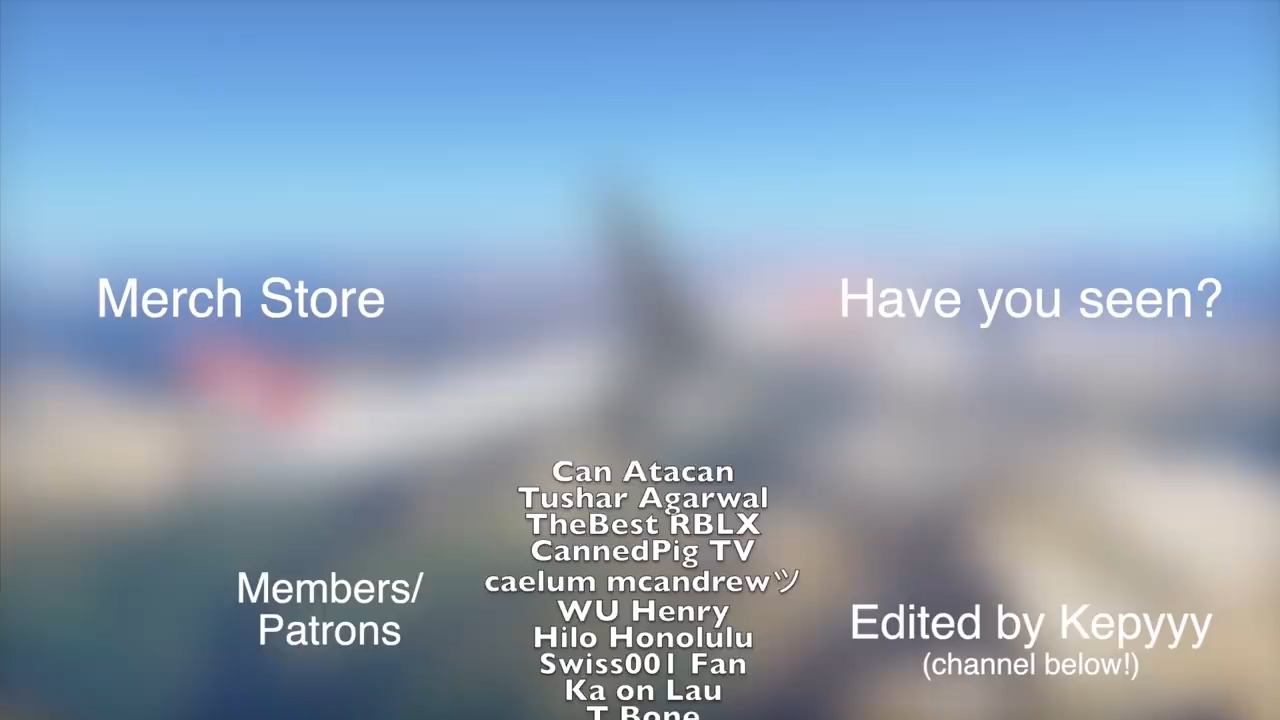 Merch Store
Have you seen?
Can Atacan
Tushar Agarwal
TheBest RBLX
CannedPig TV
caelum mcandrewツ
WU Henry
Hilo Honolulu
Swiss001 Fan
Ka on Lau
T Bone
Members/
Patrons
Edited by Kepyyy
(channel below!)